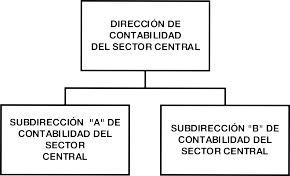 DIRECCIÓN DE
CONTABILIDAD
DEL SECTOR CENTRAL
SUBDIRECCIÓN "A" DE
CONTABILIDAD DEL
SECTOR
CENTRAL
SUBDIRECCIÓN "B" DE
CONTABILIDAD DEL
SECTOR CENTRAL